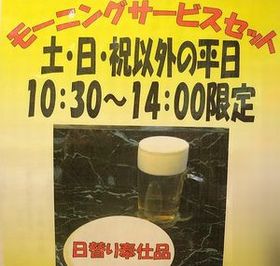 モーニングサービスセット
土・日・祝以外の平日
10:30～14:00限定
日替り奉仕品